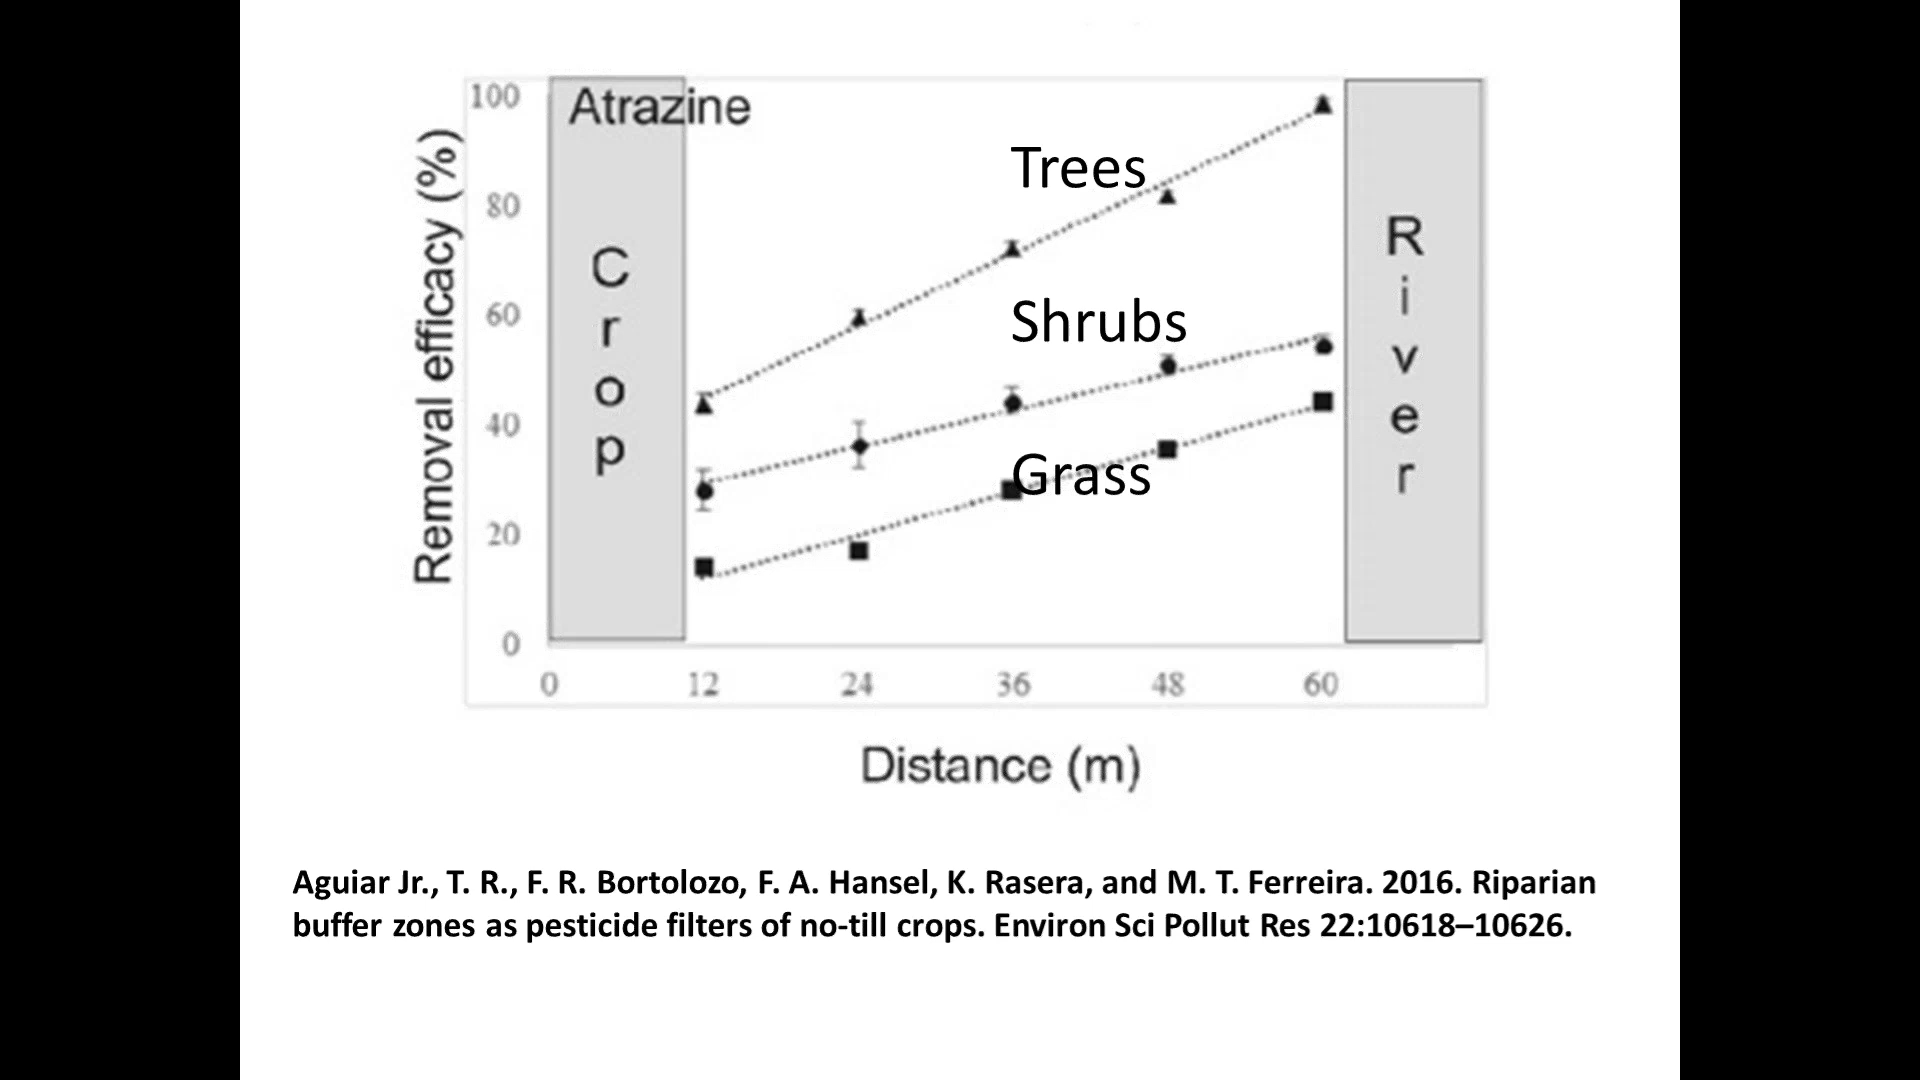 Atrazine
Removal efficacy (%)
100
80
60
40
20
0
Crop
Trees
Shrubs
Grass
River
0 12 24 36 48 60
Distance (m)
Aguiar Jr., T. R., F. R. Bortolozo, F. A. Hansel, K. Rasera, and M. T. Ferreira. 2016. Riparian
buffer zones as pesticide filters of no-till crops. Environ Sci Pollut Res 22:10618–10626.